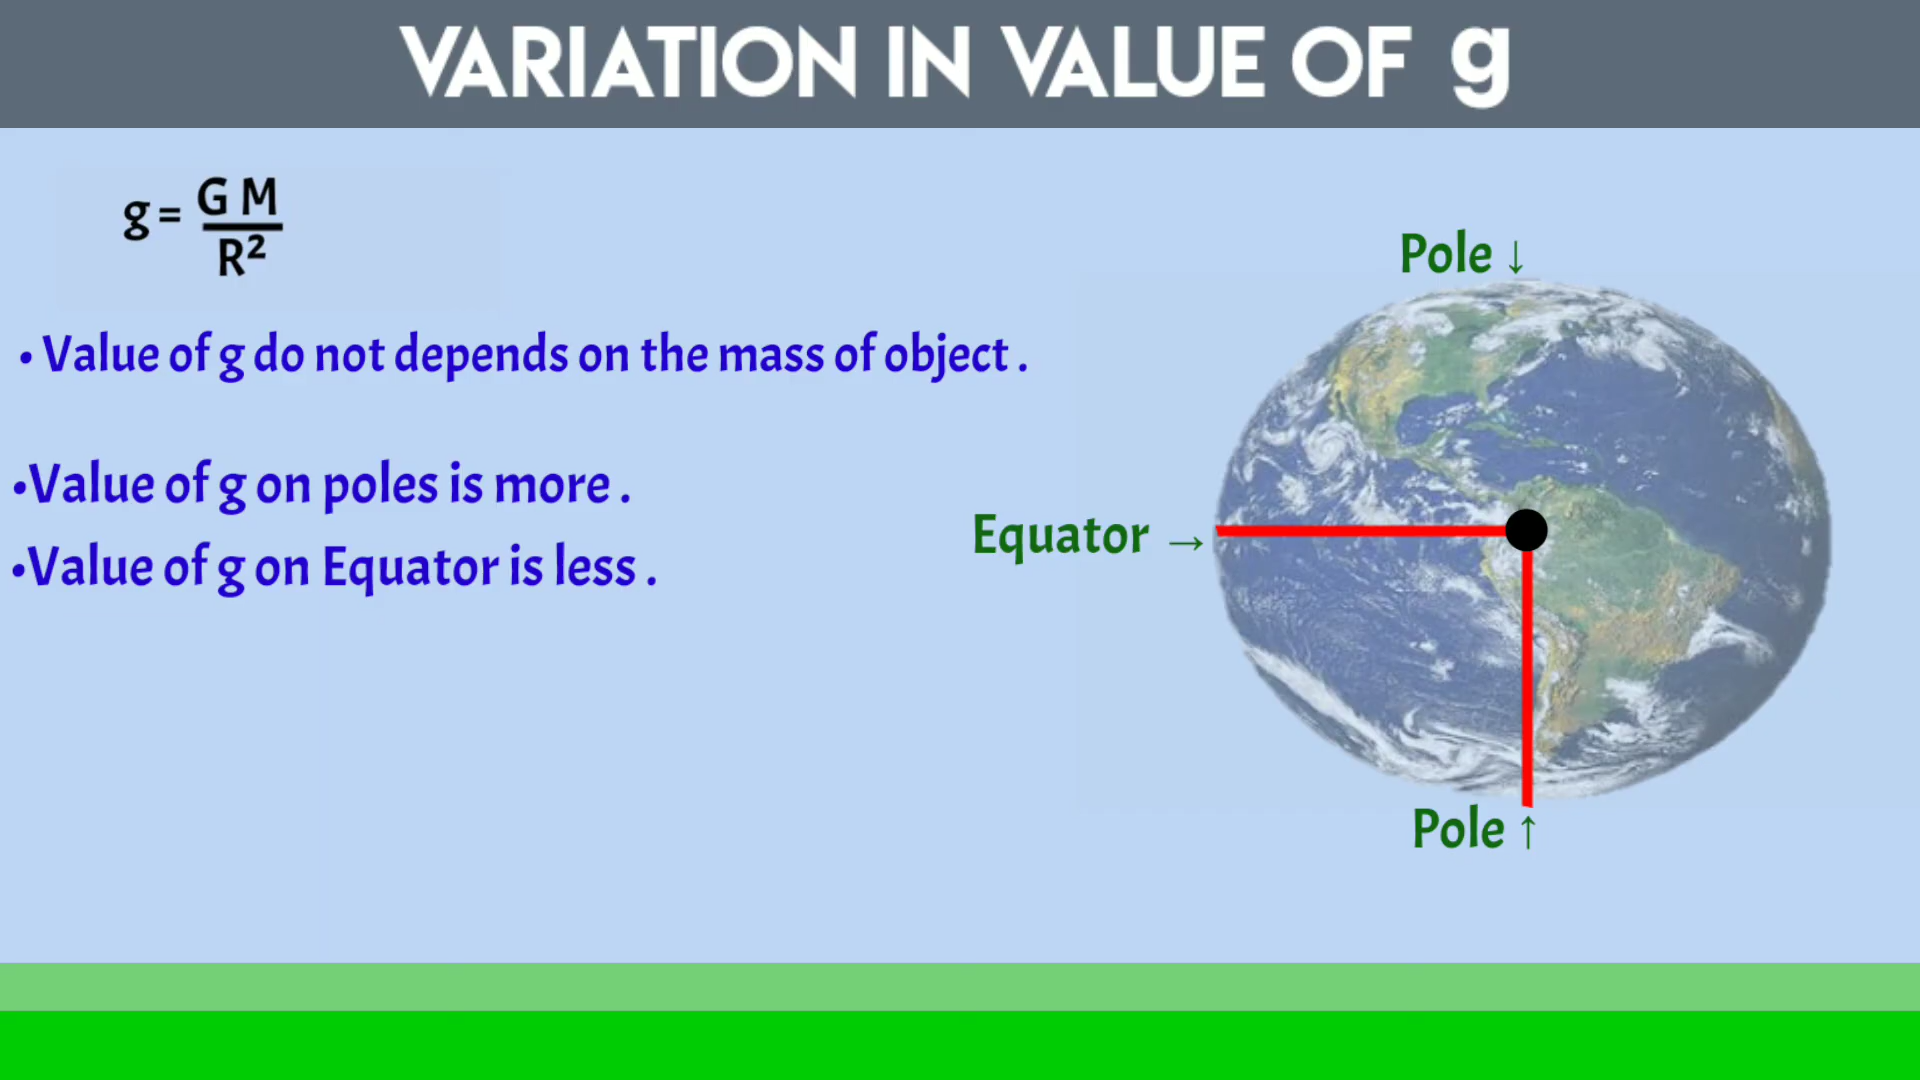 VARIATION IN VALUE OF g
g = G M
R²
• Value of g do not depends on the mass of object .
•Value of g on poles is more .
•Value of g on Equator is less .
Pole ↓
Equator →
Pole ↑